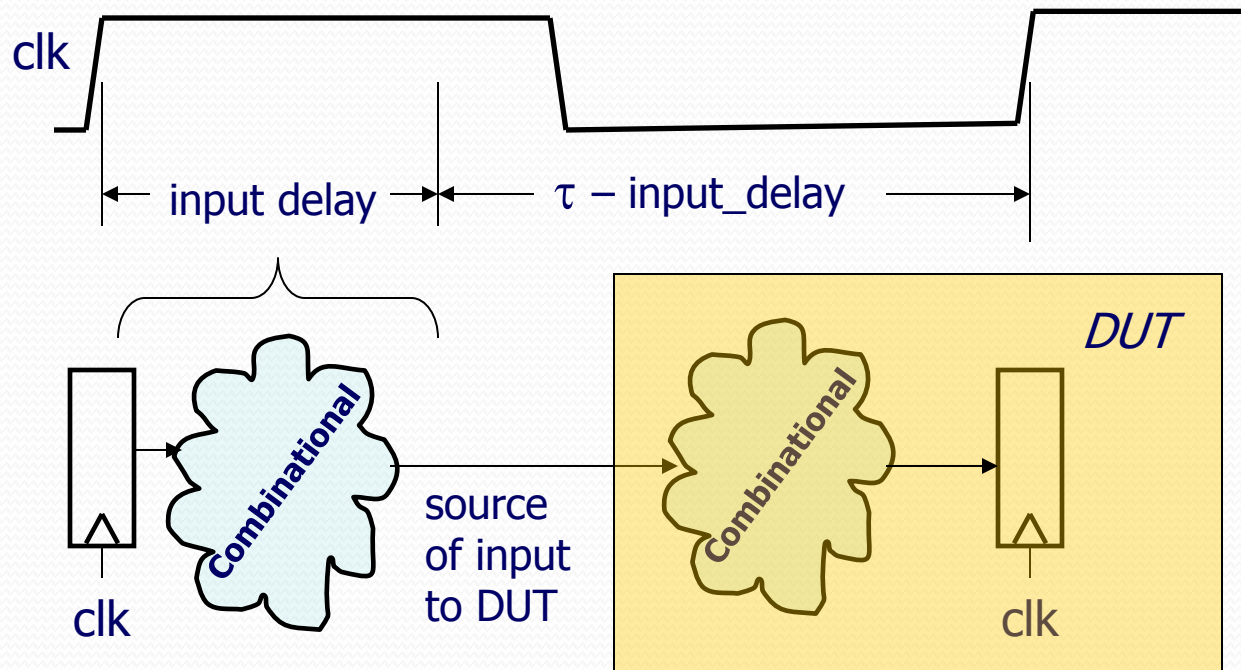 clk
input delay
τ – input_delay
DUT
Combinational
Combinational
source
of input
to DUT
clk
clk